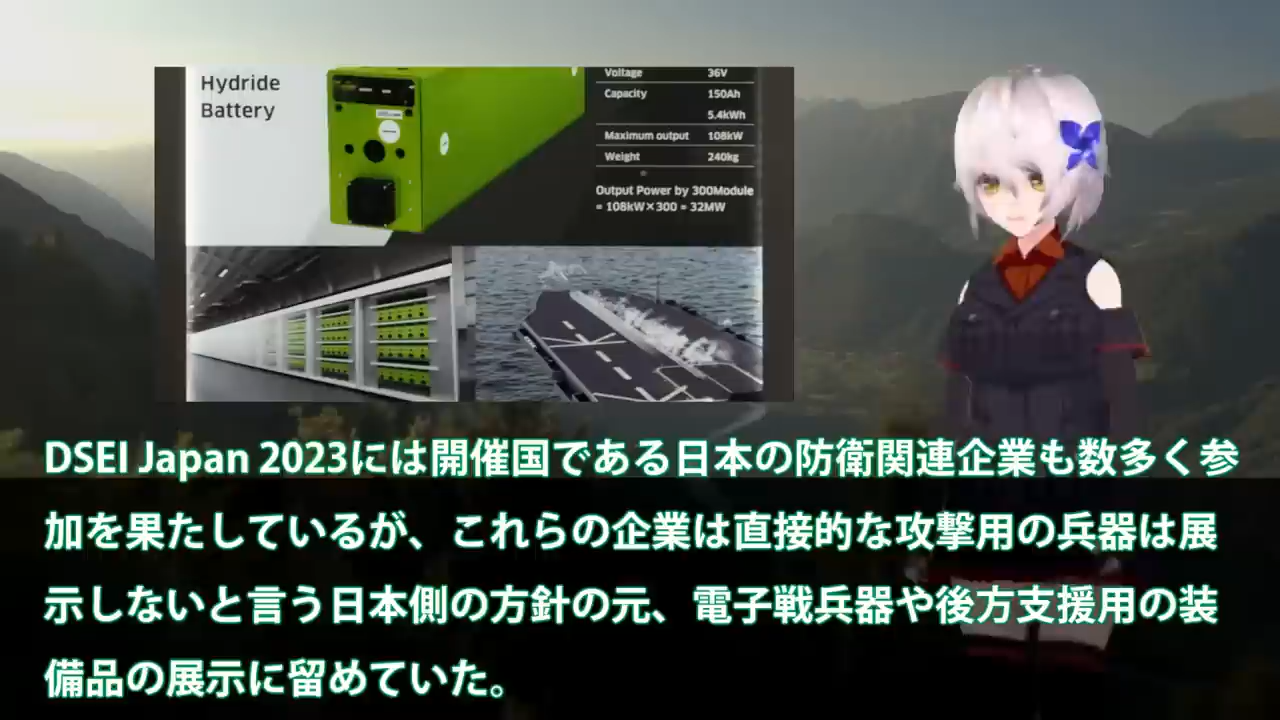 Hydride
Battery
Voltage 36V
Capacity 150Ah
5.4kWh
Maximum output 108kW
Weight 240kg
Output Power by 300Module
= 108kW×300 = 32MW
DSEI Japan 2023には開催国である日本の防衛関連企業も数多く参
加を果たしているが、これらの企業は直接的な攻撃用の兵器は展
示しないと言う日本側の方針の元、電子戦兵器や後方支援用の装
備品の展示に留めていた。